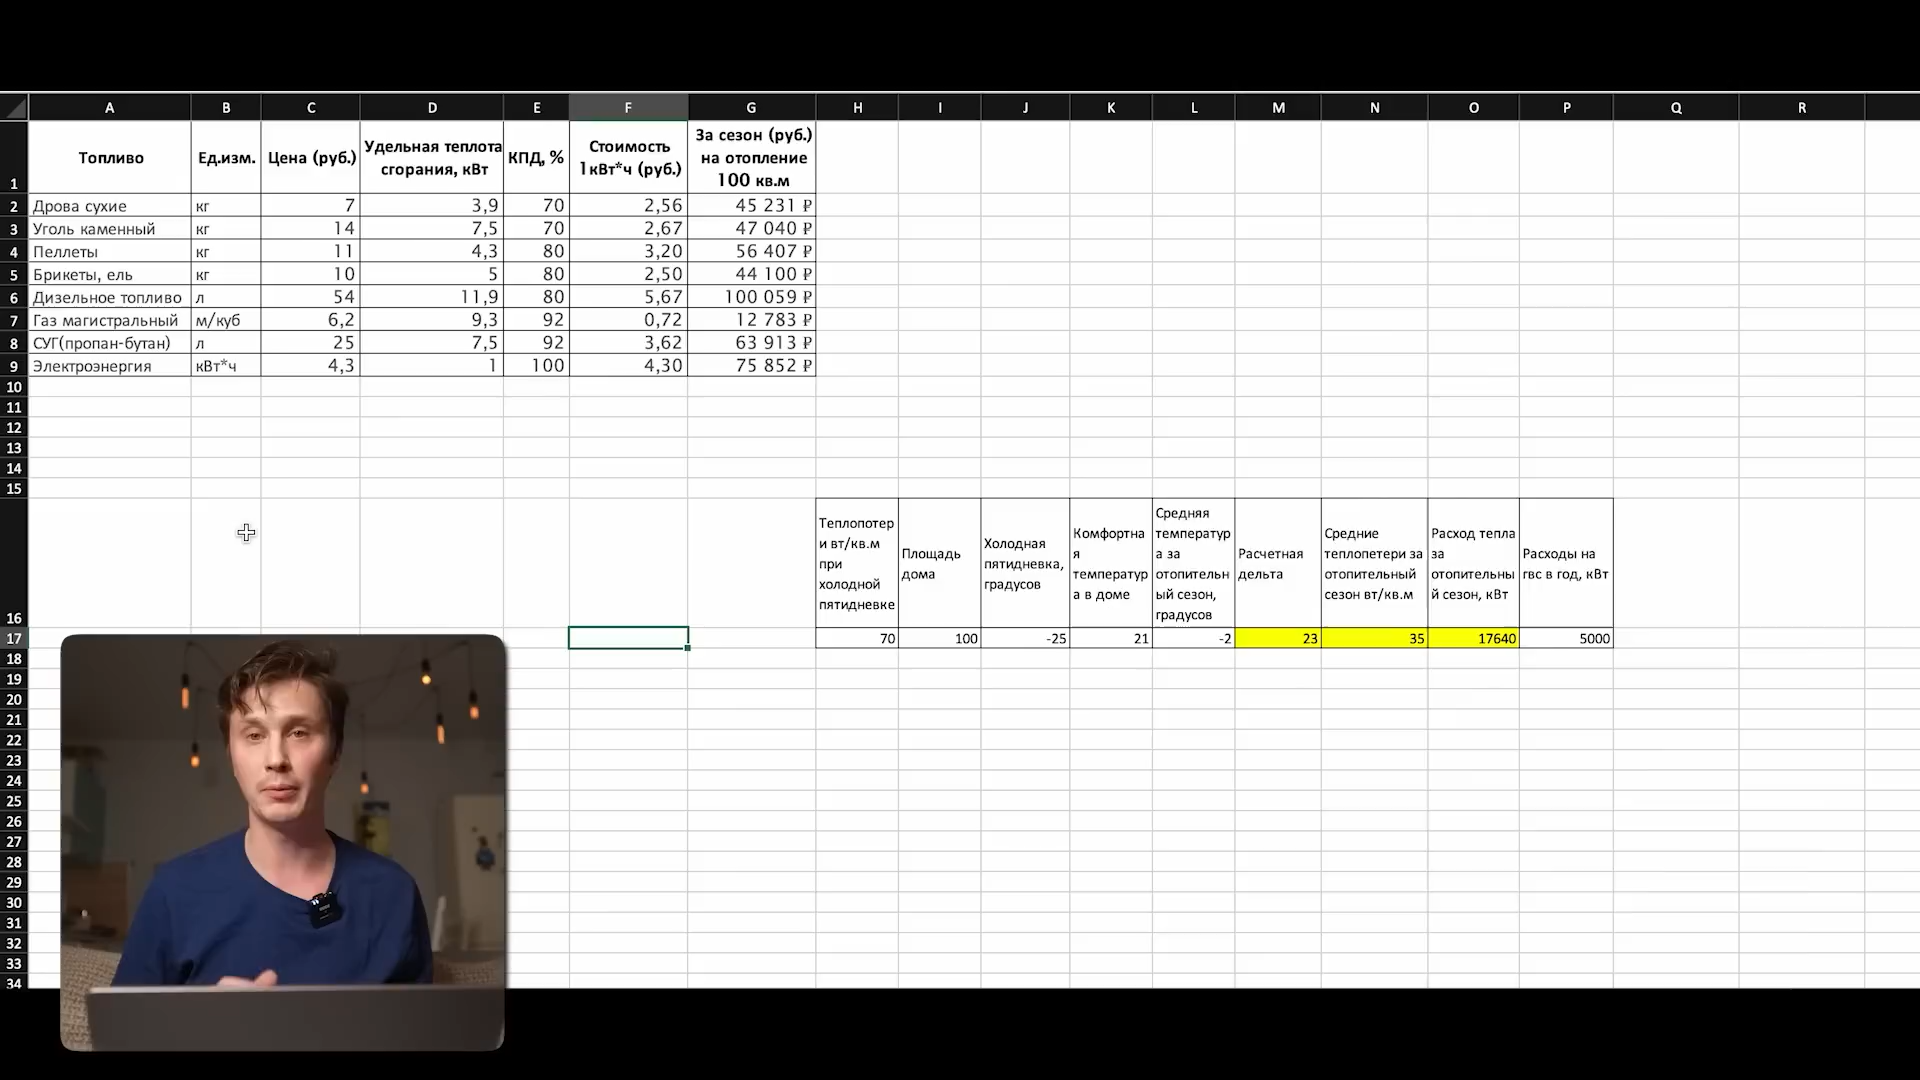 A B C D E F G H I J K L M N O P Q R
1 Топливо Ед.изм. Цена (руб.) Удельная теплота сгорания, кВт КПД, % Стоимость 1кВт*ч (руб.) За сезон (руб.) на отопление 100 кв.м
2 Дрова сухие кг 7 3,9 70 2,56 45 231 ₽
3 Уголь каменный кг 14 7,5 70 2,67 47 040 ₽
4 Пеллеты кг 11 4,3 80 3,20 56 407 ₽
5 Брикеты, ель кг 10 5 80 2,50 44 100 ₽
6 Дизельное топливо л 54 11,9 80 5,67 100 059 ₽
7 Газ магистральный м/куб 6,2 9,3 92 0,72 12 783 ₽
8 СУГ(пропан-бутан) л 25 7,5 92 3,62 63 913 ₽
9 Электроэнергия кВт*ч 4,3 1 100 4,30 75 852 ₽
10
11
12
13
14
15
16 Теплопотери вт/кв.м при холодной пятидневке Площадь дома Холодная пятидневка, градусов Комфортная температура в доме Средняя температура за отопительный сезон, градусов Расчетная дельта Средние теплопетери за отопительный сезон вт/кв.м Расход тепла за отопительный сезон, кВт Расходы на гвс в год, кВт
17 70 100 -25 21 -2 23 35 17640 5000
18
19
20
21
22
23
24
25
26
27
28
29
30
31
32
33
34